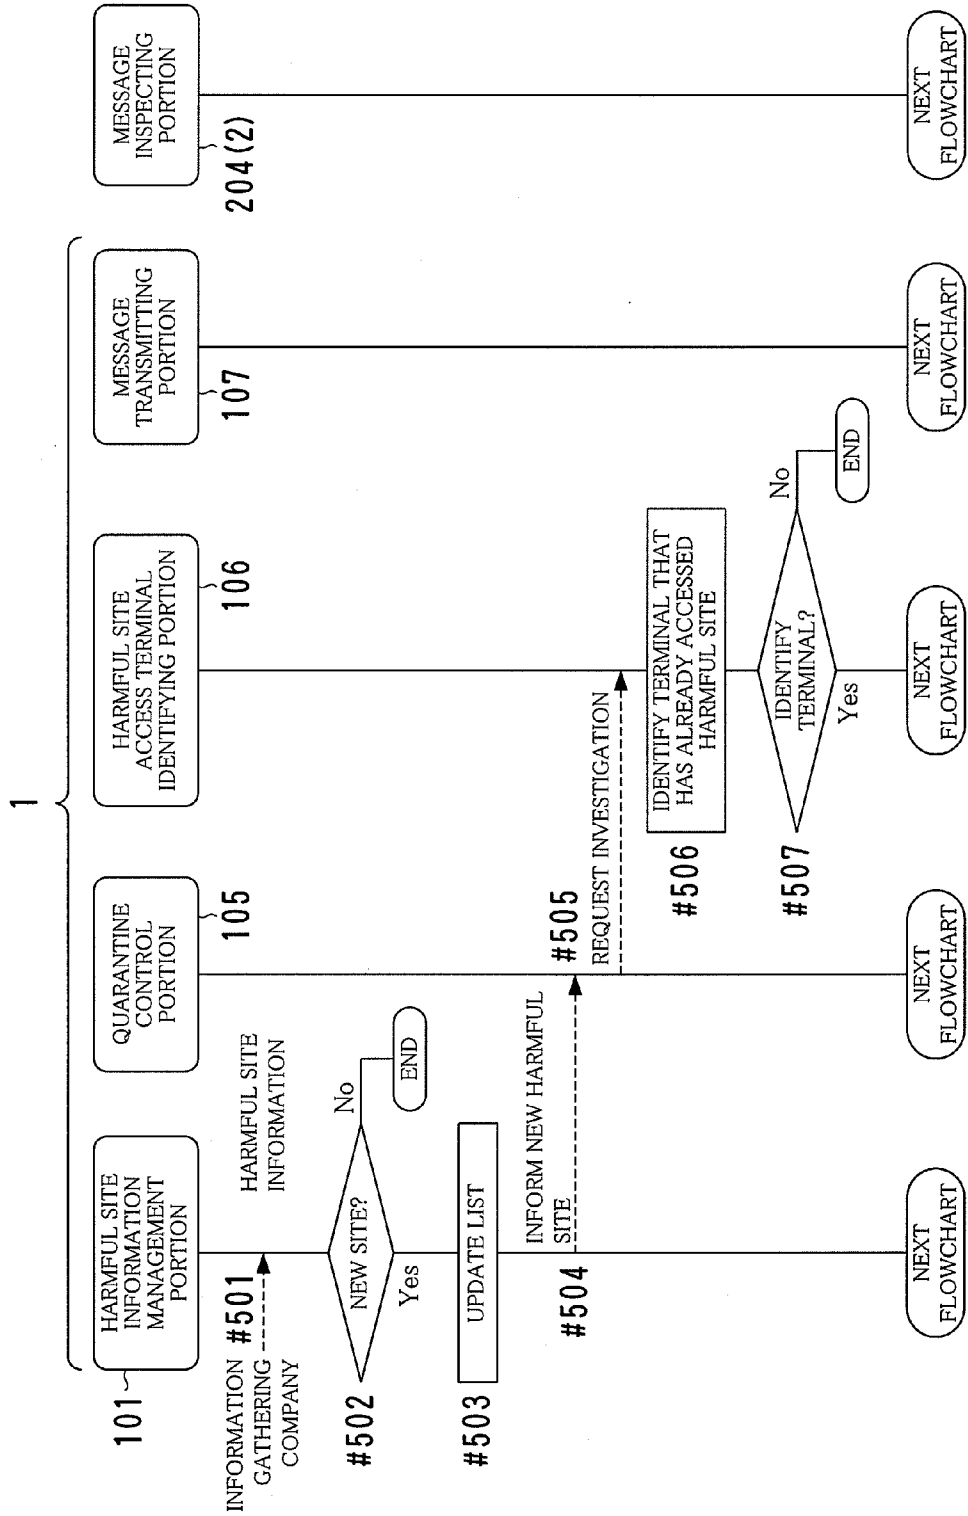 1
HARMFUL SITE
INFORMATION
MANAGEMENT
PORTION
101
QUARANTINE
CONTROL
PORTION
105
HARMFUL SITE
ACCESS TERMINAL
IDENTIFYING PORTION
106
MESSAGE
TRANSMITTING
PORTION
107
MESSAGE
INSPECTING
PORTION
204(2)
INFORMATION
GATHERING
COMPANY
#501
HARMFUL SITE
INFORMATION
#502
NEW SITE?
No
END
Yes
#503
UPDATE LIST
INFORM NEW HARMFUL
SITE
#504
#505
REQUEST INVESTIGATION
#506
IDENTIFY TERMINAL THAT
HAS ALREADY ACCESSED
HARMFUL SITE
#507
IDENTIFY
TERMINAL?
No
END
Yes
NEXT
FLOWCHART
NEXT
FLOWCHART
NEXT
FLOWCHART
NEXT
FLOWCHART
NEXT
FLOWCHART